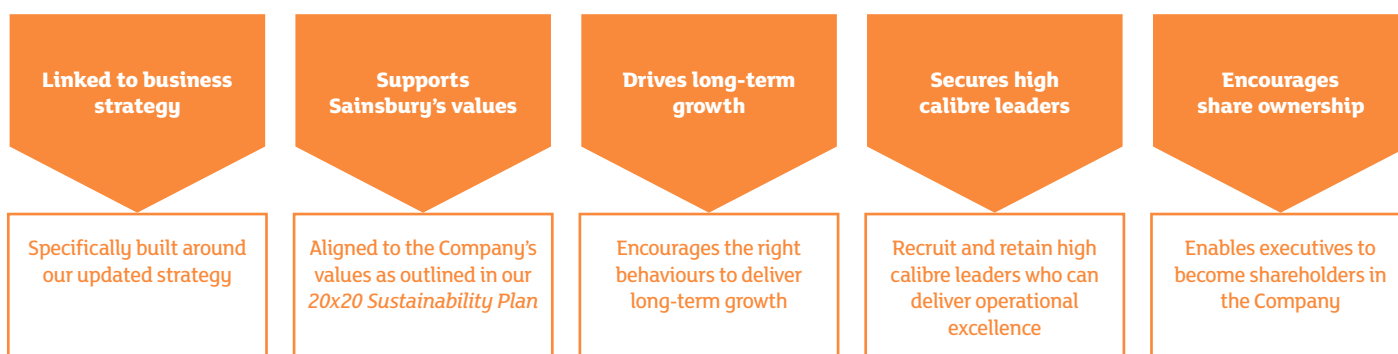 Linked to business
strategy
Supports
Sainsbury’s values
Drives long-term
growth
Secures high
calibre leaders
Encourages
share ownership
Specifically built around
our updated strategy
Aligned to the Company’s
values as outlined in our
20x20 Sustainability Plan
Encourages the right
behaviours to deliver
long-term growth
Recruit and retain high
calibre leaders who can
deliver operational
excellence
Enables executives to
become shareholders in
the Company